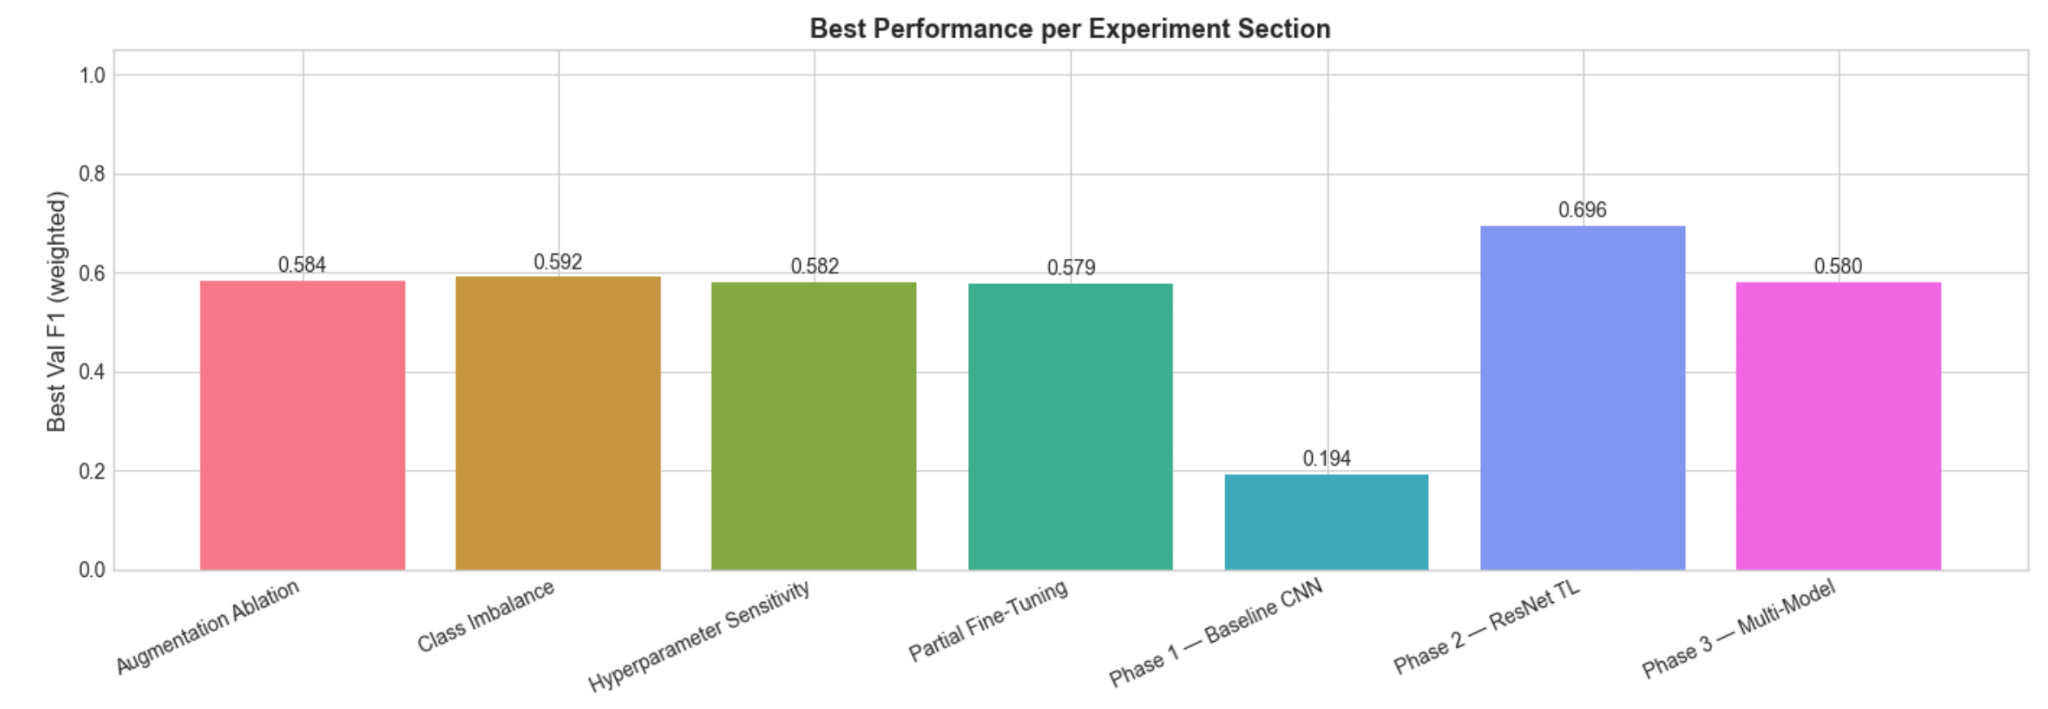 Best Performance per Experiment Section
Best Val F1 (weighted)
1.0
0.8
0.6
0.4
0.2
0.0
0.584
0.592
0.582
0.579
0.194
0.696
0.580
Augmentation Ablation
Class Imbalance
Hyperparameter Sensitivity
Partial Fine-Tuning
Phase 1 — Baseline CNN
Phase 2 — ResNet TL
Phase 3 — Multi-Model